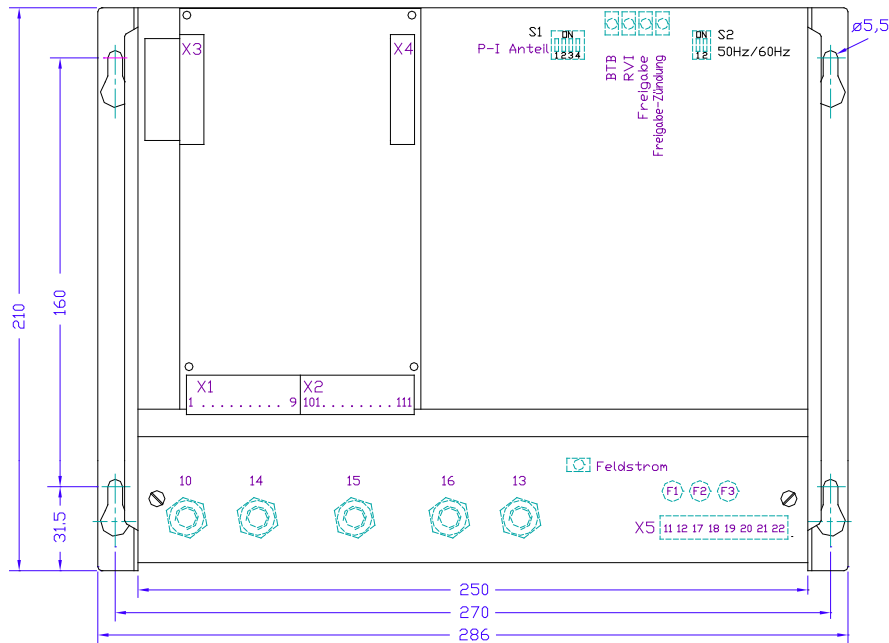 X3
X4
S1
ON
P-I Anteil
1234
BTB
RVI
Freigabe
Freigabe-Zündung
ON
S2
12
50Hz/60Hz
ø5,5
210
160
31.5
X1
1 . . . . . . . . . 9
X2
101. . . . . . . . 111
Feldstrom
10
14
15
16
13
F1
F2
F3
X5
11 12 17 18 19 20 21 22
250
270
286